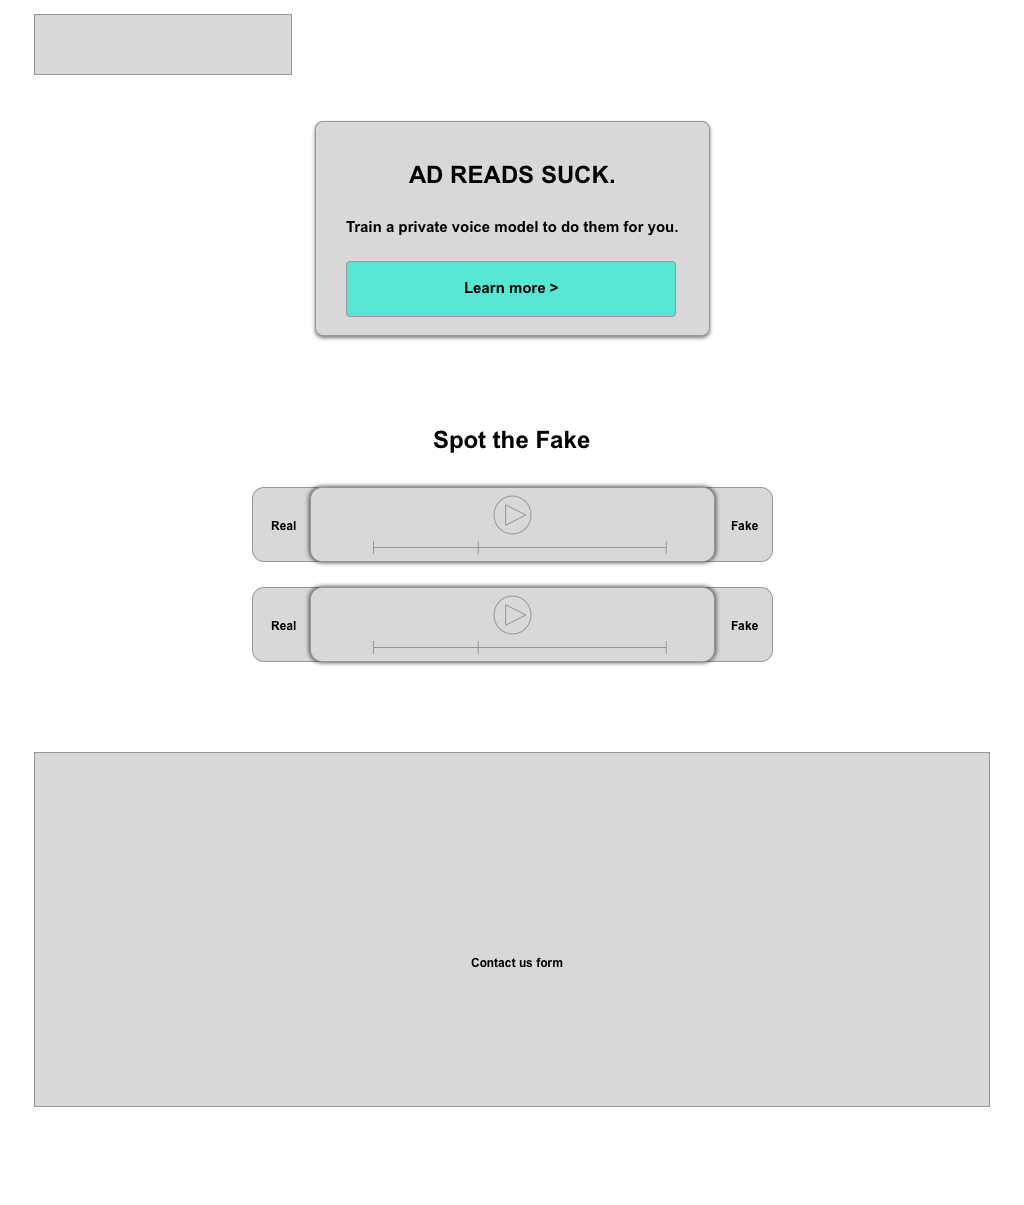 AD READS SUCK.
Train a private voice model to do them for you.
Learn more >
Spot the Fake
Real
Fake
Real
Fake
Contact us form